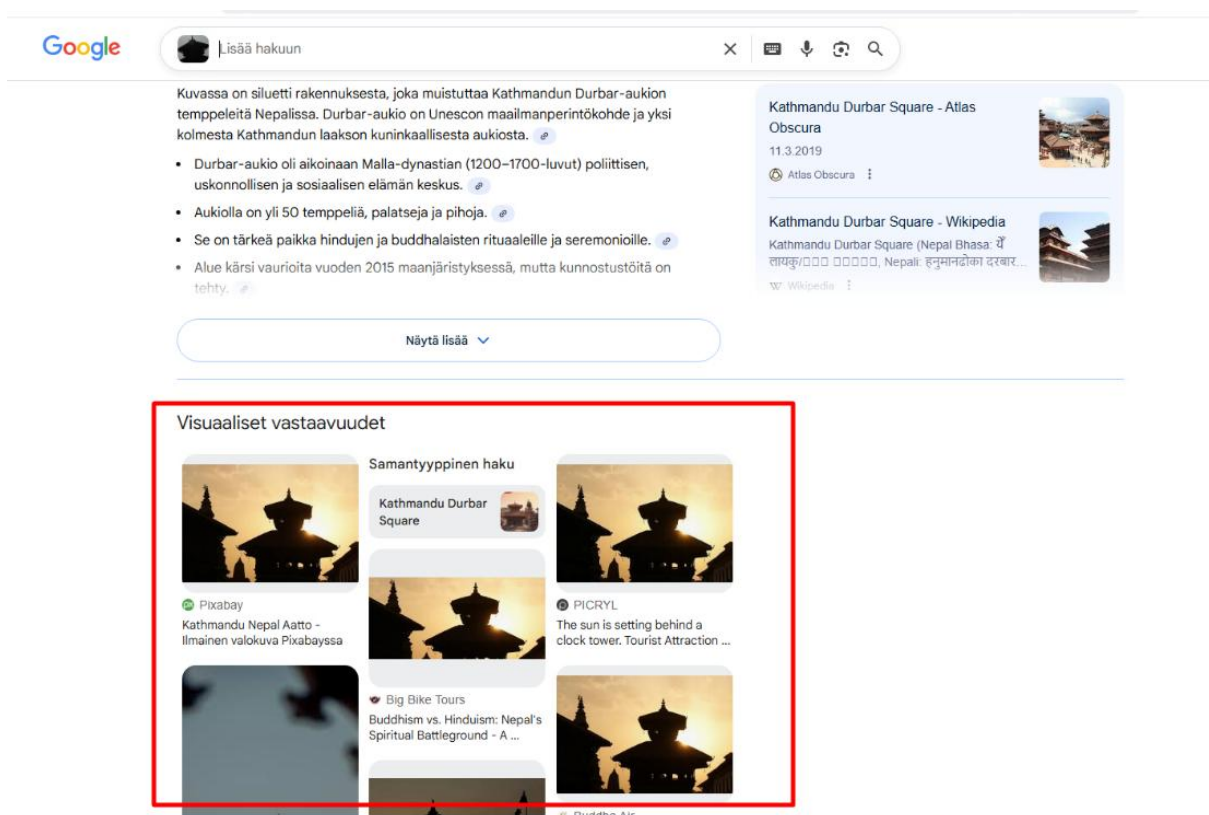 Google
Lisää hakuun
Kuvassa on siluetti rakennuksesta, joka muistuttaa Kathmandun Durbar-aukion
temppeleitä Nepalissa. Durbar-aukio on Unescon maailmanperintökohde ja yksi
kolmesta Kathmandun laakson kuninkaallisesta aukiosta.
• Durbar-aukio oli aikoinaan Malla-dynastian (1200–1700-luvut) poliittisen,
uskonnollisen ja sosiaalisen elämän keskus.
• Aukiolla on yli 50 temppeliä, palatseja ja pihoja.
• Se on tärkeä paikka hindujen ja buddhalaisten rituaaleille ja seremonioille.
• Alue kärsi vaurioita vuoden 2015 maanjäristyksessä, mutta kunnostustöitä on
tehty.
Näytä lisää
Kathmandu Durbar Square - Atlas
Obscura
11.3.2019
Atlas Obscura
Kathmandu Durbar Square - Wikipedia
Kathmandu Durbar Square (Nepal Bhasa: येँ
लायकु/□□□ □□□□□, Nepali: हनुमानढोका दरबार...
W Wikipedia
Visuaaliset vastaavuudet
px Pixabay
Kathmandu Nepal Aatto -
Ilmainen valokuva Pixabayssa
Samantyyppinen haku
Kathmandu Durbar
Square
Big Bike Tours
Buddhism vs. Hinduism: Nepal's
Spiritual Battleground - A ...
PICRYL
The sun is setting behind a
clock tower. Tourist Attraction ...
Buddha Air